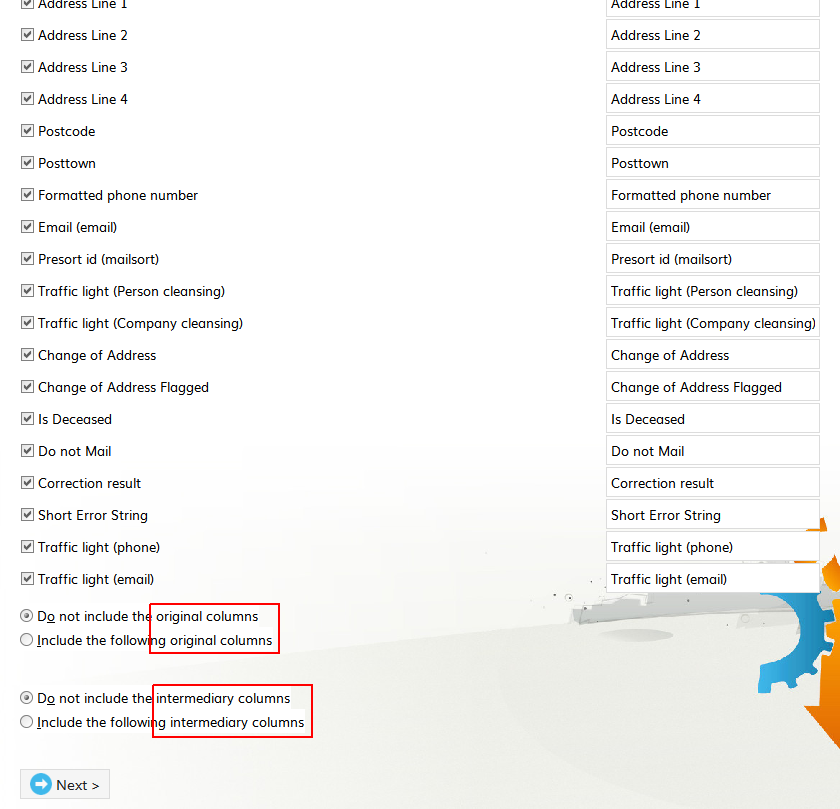 Address Line 1 Address Line 1
Address Line 2 Address Line 2
Address Line 3 Address Line 3
Address Line 4 Address Line 4
Postcode Postcode
Posttown Posttown
Formatted phone number Formatted phone number
Email (email) Email (email)
Presort id (mailsort) Presort id (mailsort)
Traffic light (Person cleansing) Traffic light (Person cleansing)
Traffic light (Company cleansing) Traffic light (Company cleansing)
Change of Address Change of Address
Change of Address Flagged Change of Address Flagged
Is Deceased Is Deceased
Do not Mail Do not Mail
Correction result Correction result
Short Error String Short Error String
Traffic light (phone) Traffic light (phone)
Traffic light (email) Traffic light (email)
Do not include the original columns
Include the following original columns
Do not include the intermediary columns
Include the following intermediary columns
Next >